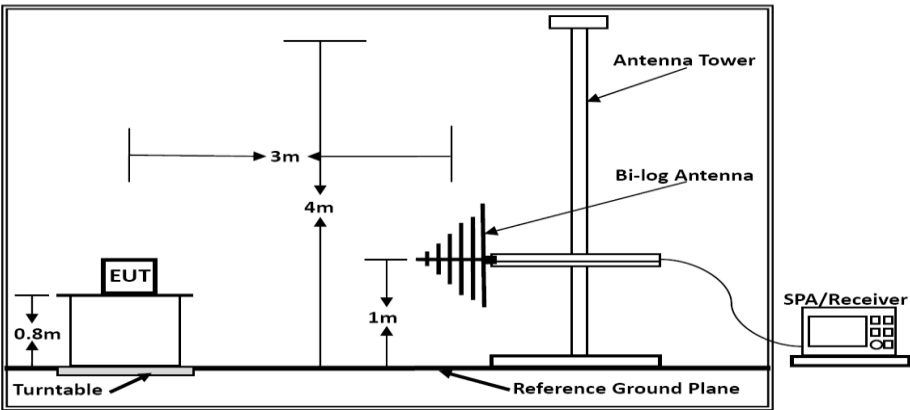 Antenna Tower
3m
Bi-log Antenna
4m
EUT
1m
SPA/Receiver
0.8m
Turntable
Reference Ground Plane